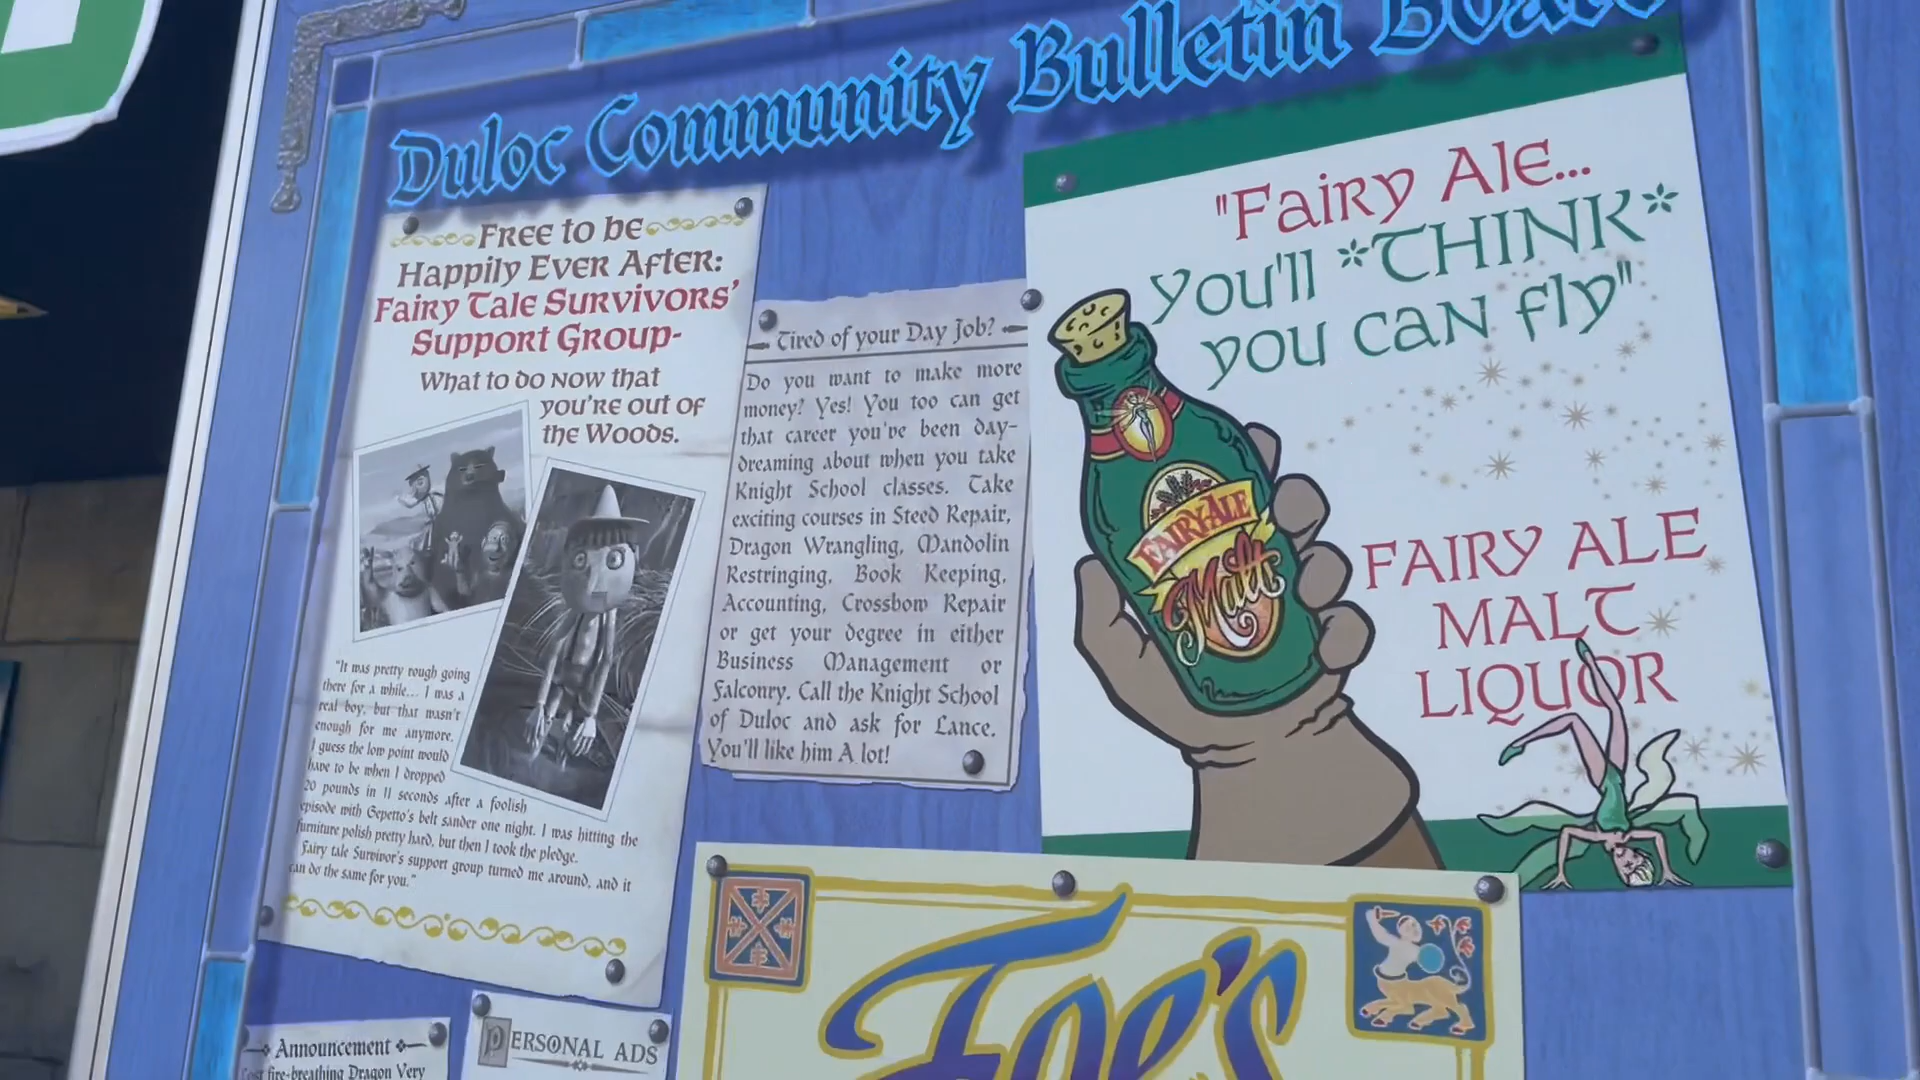 Duloc Community Bulletin Board
Free to be
Happily Ever After:
Fairy Tale Survivors'
Support Group-
What to do now that
you're out of
the Woods.
"It was pretty rough going
there for a while... I was a
real boy, but that wasn't
enough for me anymore.
I guess the low point would
have to be when I dropped
20 pounds in 11 seconds after a foolish
episode with Gepetto's belt sander one night. I was hitting the
furniture polish pretty hard, but then I took the pledge.
Fairy tale Survivor's support group turned me around, and it
can do the same for you."
Tired of your Day Job?
Do you want to make more
money? Yes! You too can get
that career you've been day-
dreaming about when you take
Knight School classes. Take
exciting courses in Steed Repair,
Dragon Wrangling, Mandolin
Restringing, Book Keeping,
Accounting, Crossbow Repair
or get your degree in either
Business Management or
Falconry. Call the Knight School
of Duloc and ask for Lance.
You'll like him A lot!
"Fairy Ale...
you'll *THINK*
you can fly"
FAIRY ALE
Malt
FAIRY ALE
MALT
LIQUOR
Announcement
Lost fire-breathing Dragon Very
PERSONAL ADS
Foe's